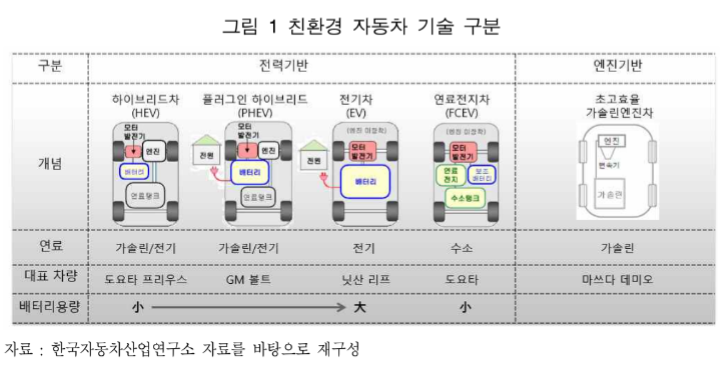 그림 1 친환경 자동차 기술 구분
구분 전력기반 엔진기반
개념
하이브리드차 (HEV)
모터 발전기
엔진
배터리
연료탱크
플러그인 하이브리드 (PHEV)
전원
모터 발전기
엔진
배터리
연료탱크
전기차 (EV)
(엔진 미장착)
전원
모터 발전기
배터리
연료전지차 (FCEV)
(엔진 미장착)
모터 발전기
연료 전지
보조 배터리
수소탱크
초고효율 가솔린엔진차
엔진
변속기
가솔린
연료 가솔린/전기 가솔린/전기 전기 수소 가솔린
대표 차량 도요타 프리우스 GM 볼트 닛산 리프 도요타 마쓰다 데미오
배터리용량 小 大 小
자료 : 한국자동차산업연구소 자료를 바탕으로 재구성